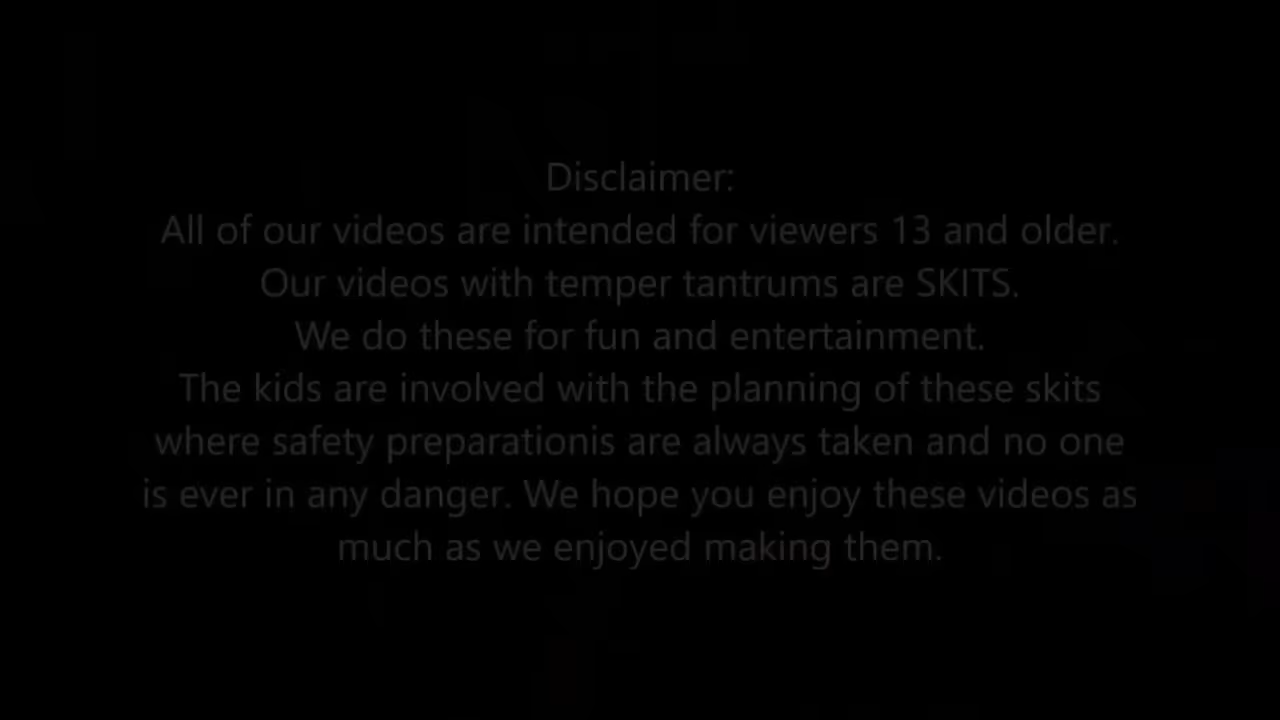 Disclaimer:
All of our videos are intended for viewers 13 and older.
Our videos with temper tantrums are SKITS.
We do these for fun and entertainment.
The kids are involved with the planning of these skits
where safety preparationis are always taken and no one
is ever in any danger. We hope you enjoy these videos as
much as we enjoyed making them.